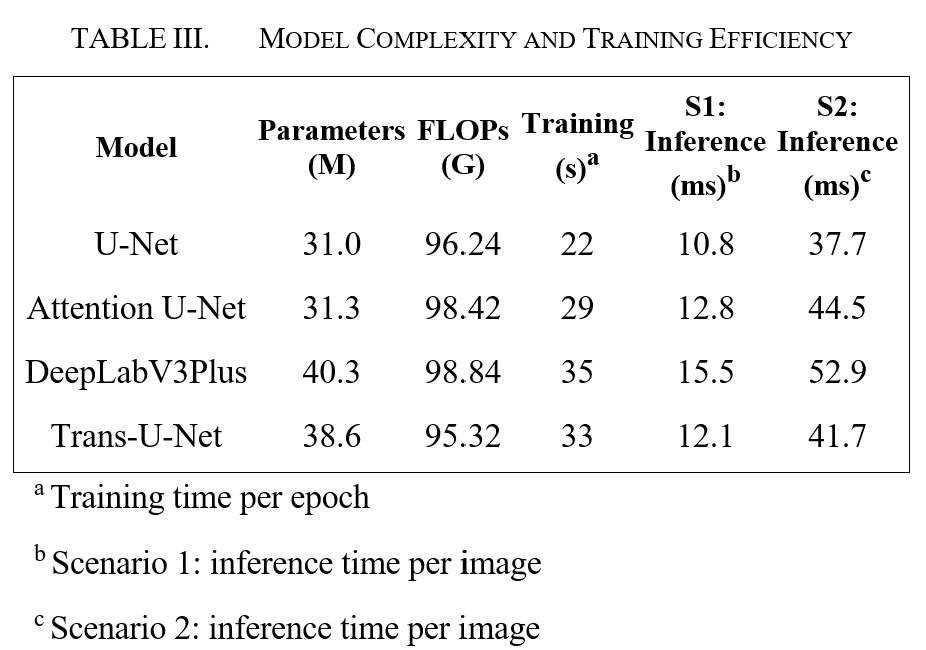 TABLE III. MODEL COMPLEXITY AND TRAINING EFFICIENCY
Model Parameters (M) FLOPs (G) Training (s)a S1: Inference (ms)b S2: Inference (ms)c
U-Net 31.0 96.24 22 10.8 37.7
Attention U-Net 31.3 98.42 29 12.8 44.5
DeepLabV3Plus 40.3 98.84 35 15.5 52.9
Trans-U-Net 38.6 95.32 33 12.1 41.7
a Training time per epoch
b Scenario 1: inference time per image
c Scenario 2: inference time per image